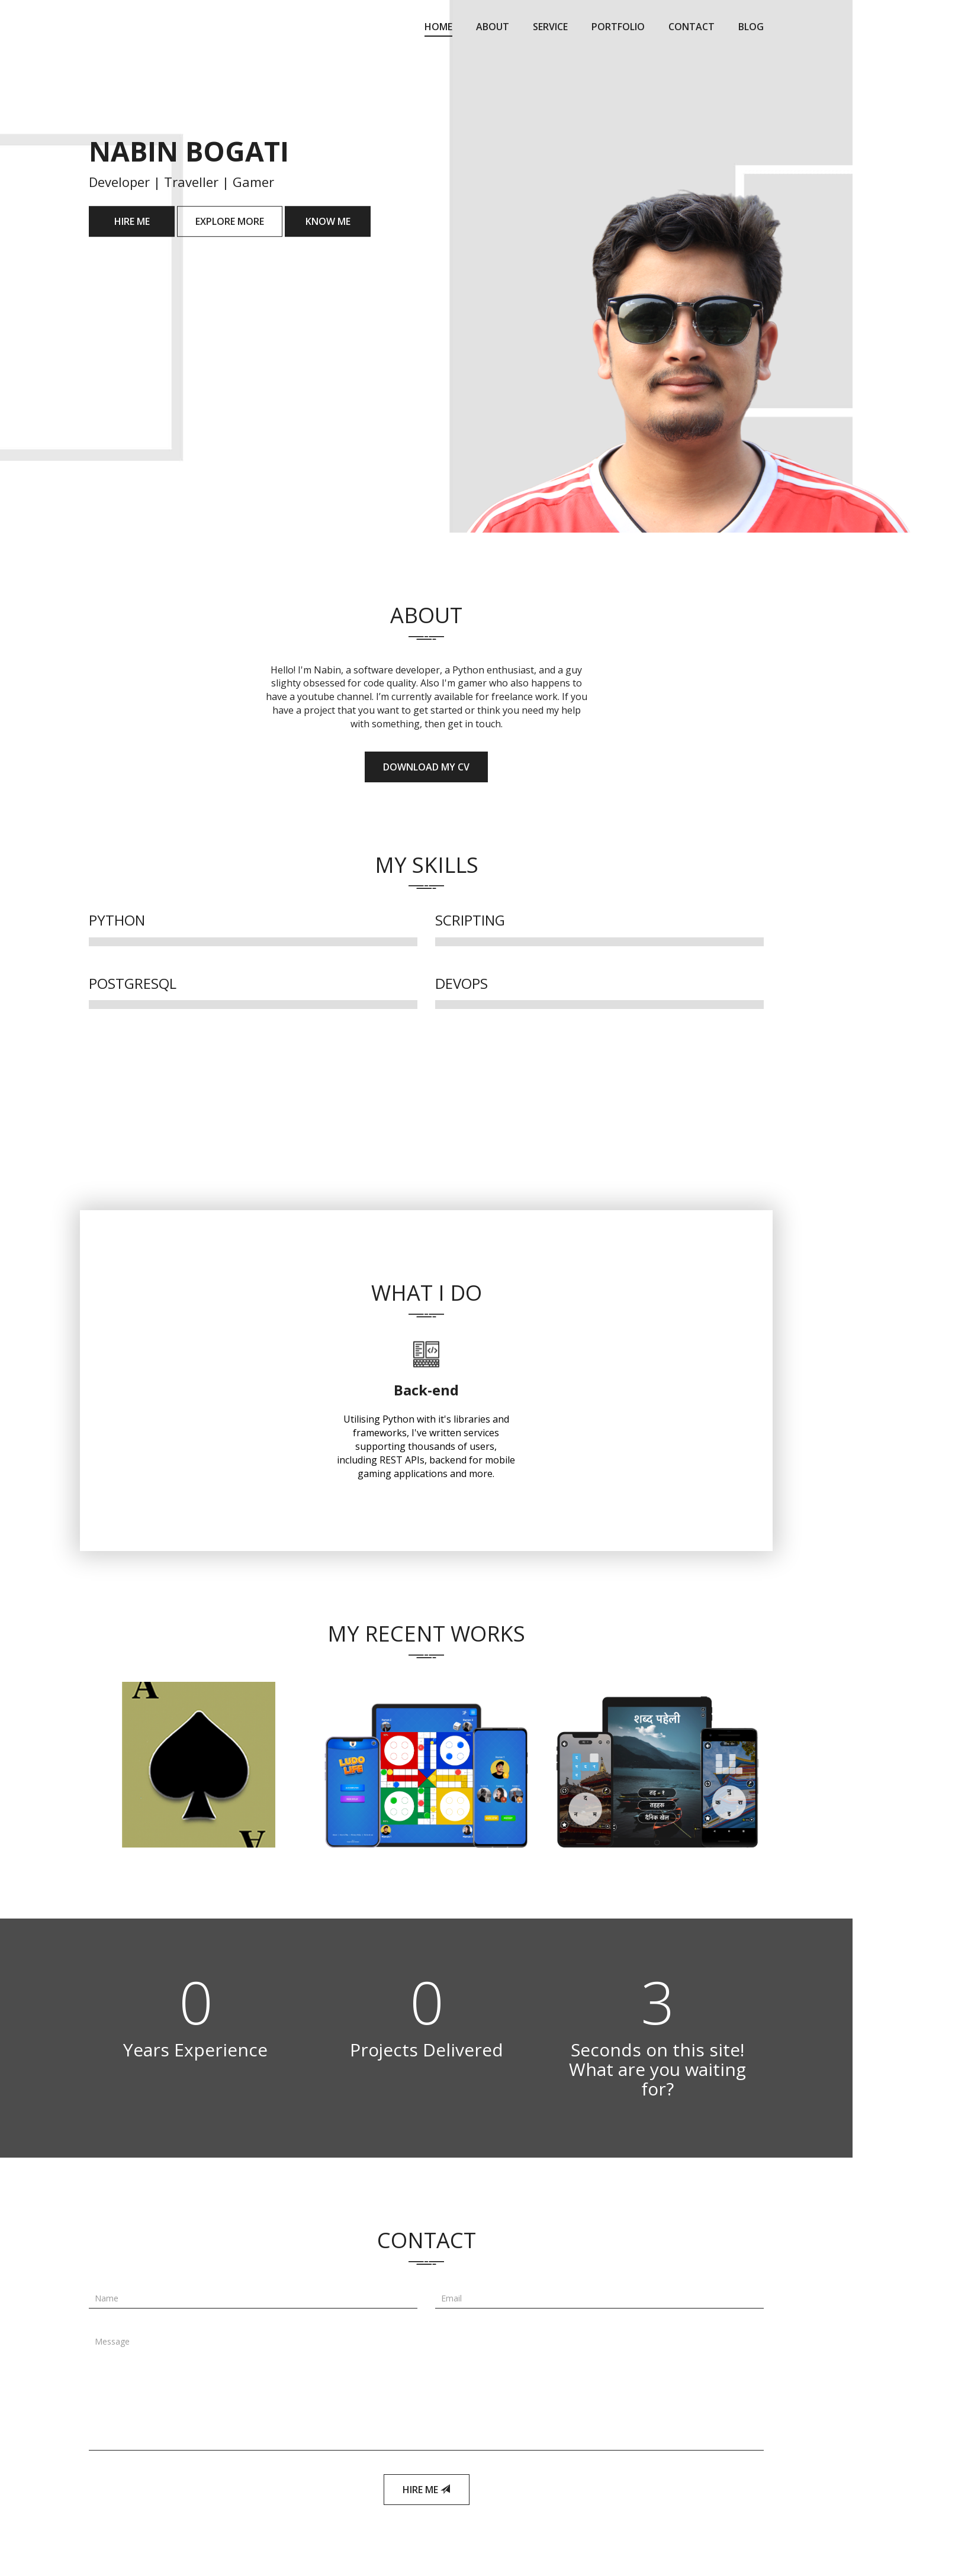 HOME ABOUT SERVICE PORTFOLIO CONTACT BLOG
NABIN BOGATI
Developer | Traveller | Gamer
HIRE ME EXPLORE MORE KNOW ME
ABOUT
Hello! I'm Nabin, a software developer, a Python enthusiast, and a guy
slighty obsessed for code quality. Also I'm gamer who also happens to
have a youtube channel. I'm currently available for freelance work. If you
have a project that you want to get started or think you need my help
with something, then get in touch.
DOWNLOAD MY CV
MY SKILLS
PYTHON SCRIPTING
POSTGRESQL DEVOPS
WHAT I DO
Back-end
Utilising Python with it's libraries and
frameworks, I've written services
supporting thousands of users,
including REST APIs, backend for mobile
gaming applications and more.
MY RECENT WORKS
A
A
LUDO
LIFE
शब्द पहेली
तह - १
तहहरू
दैनिक खेल
0 0 3
Years Experience Projects Delivered Seconds on this site!
What are you waiting
for?
CONTACT
Name Email
Message
HIRE ME